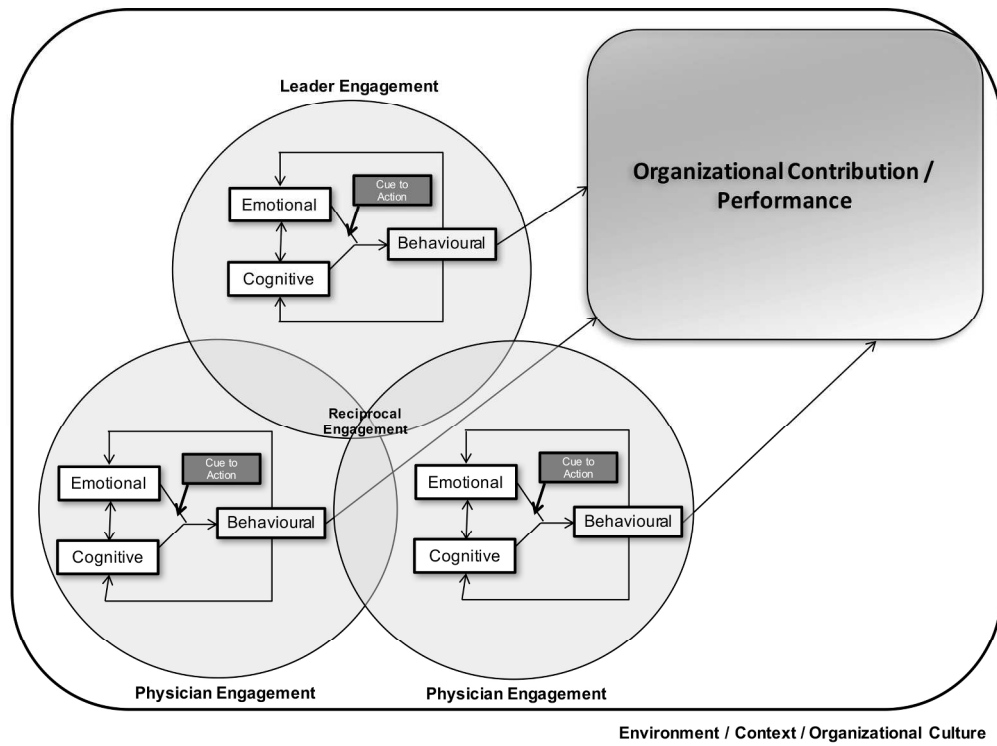 Leader Engagement
Organizational Contribution /
Performance
Cue to
Action
Emotional
Behavioural
Cognitive
Reciprocal
Engagement
Cue to
Action
Emotional
Behavioural
Cognitive
Cue to
Action
Emotional
Behavioural
Cognitive
Physician Engagement
Physician Engagement
Environment / Context / Organizational Culture